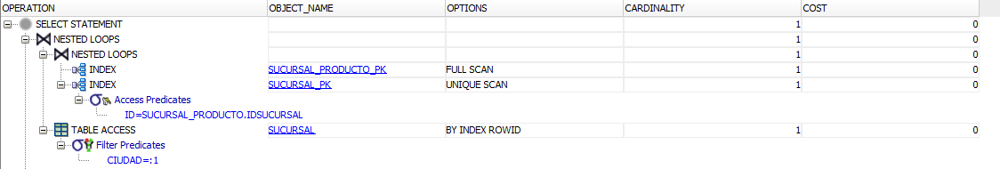 OPERATION OBJECT_NAME OPTIONS CARDINALITY COST
SELECT STATEMENT 1 0
NESTED LOOPS 1 0
NESTED LOOPS 1 0
INDEX SUCURSAL_PRODUCTO_PK FULL SCAN 1 0
INDEX SUCURSAL_PK UNIQUE SCAN 1 0
Access Predicates
ID=SUCURSAL_PRODUCTO.IDSUCURSAL
TABLE ACCESS SUCURSAL BY INDEX ROWID 1 0
Filter Predicates
CIUDAD=:1